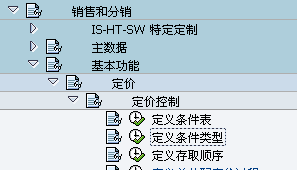 销售和分销
IS-HT-SW 特定定制
主数据
基本功能
定价
定价控制
定义条件表
定义条件类型
定义存取顺序